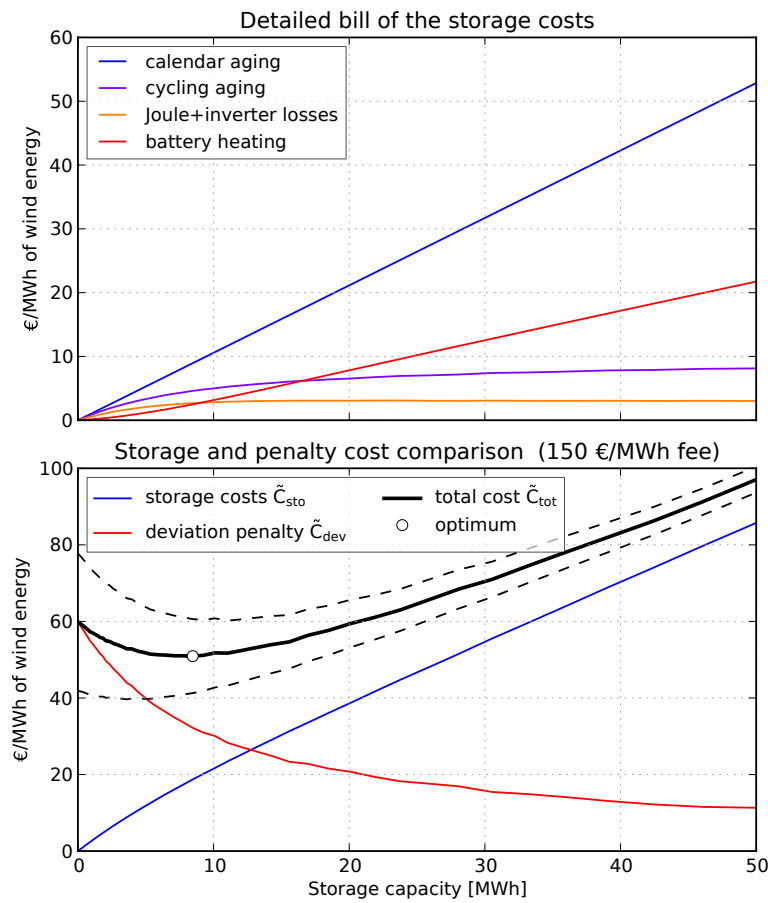 Detailed bill of the storage costs
60
50
40
30
20
10
0
€/MWh of wind energy
calendar aging
cycling aging
Joule+inverter losses
battery heating
Storage and penalty cost comparison (150 €/MWh fee)
100
80
60
40
20
0
€/MWh of wind energy
storage costs C̃sto
deviation penalty C̃dev
total cost C̃tot
optimum
0 10 20 30 40 50
Storage capacity [MWh]